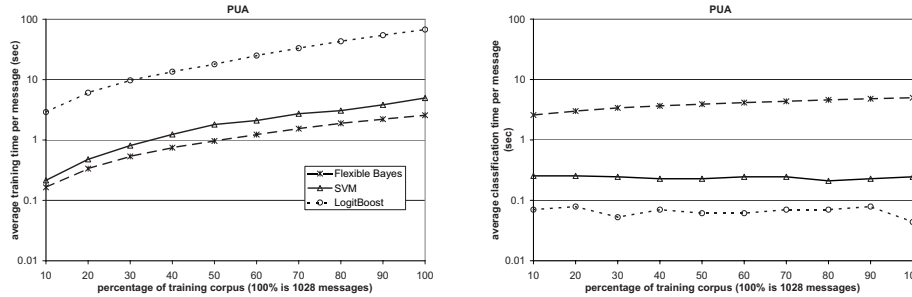 PUA
average training time per message (sec)
100
10
1
0.1
0.01
Flexible Bayes
SVM
LogitBoost
10 20 30 40 50 60 70 80 90 100
percentage of training corpus (100% is 1028 messages)
PUA
average classification time per message
(sec)
100
10
1
0.1
0.01
10 20 30 40 50 60 70 80 90
percentage of training corpus (100% is 1028 messages)